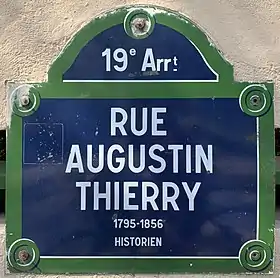 19e Arrt
RUE
AUGUSTIN
THIERRY
1795-1856
HISTORIEN